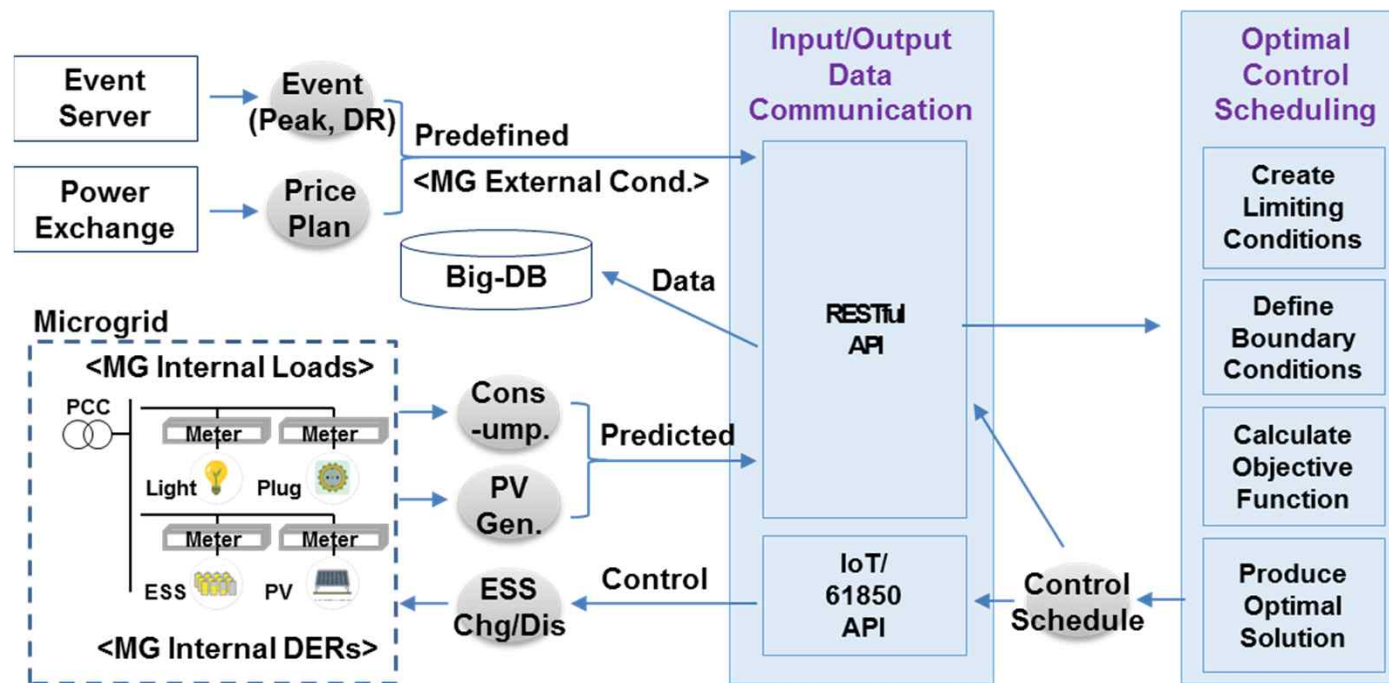 Event
Server
Event
(Peak, DR)
Power
Exchange
Price
Plan
Predefined
<MG External Cond.>
Big-DB
Data
Microgrid
<MG Internal Loads>
PCC
Meter
Meter
Light
Plug
Meter
Meter
ESS
PV
<MG Internal DERs>
Cons
-ump.
PV
Gen.
Predicted
ESS
Chg/Dis
Control
Input/Output
Data
Communication
RESTful
API
IoT/
61850
API
Control
Schedule
Optimal
Control
Scheduling
Create
Limiting
Conditions
Define
Boundary
Conditions
Calculate
Objective
Function
Produce
Optimal
Solution